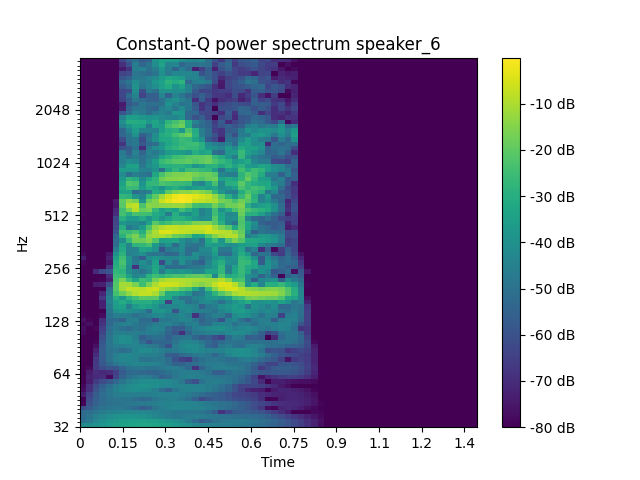 Constant-Q power spectrum speaker_6
Hz
2048
1024
512
256
128
64
32
0 0.15 0.3 0.45 0.6 0.75 0.9 1.1 1.2 1.4
Time
-10 dB
-20 dB
-30 dB
-40 dB
-50 dB
-60 dB
-70 dB
-80 dB